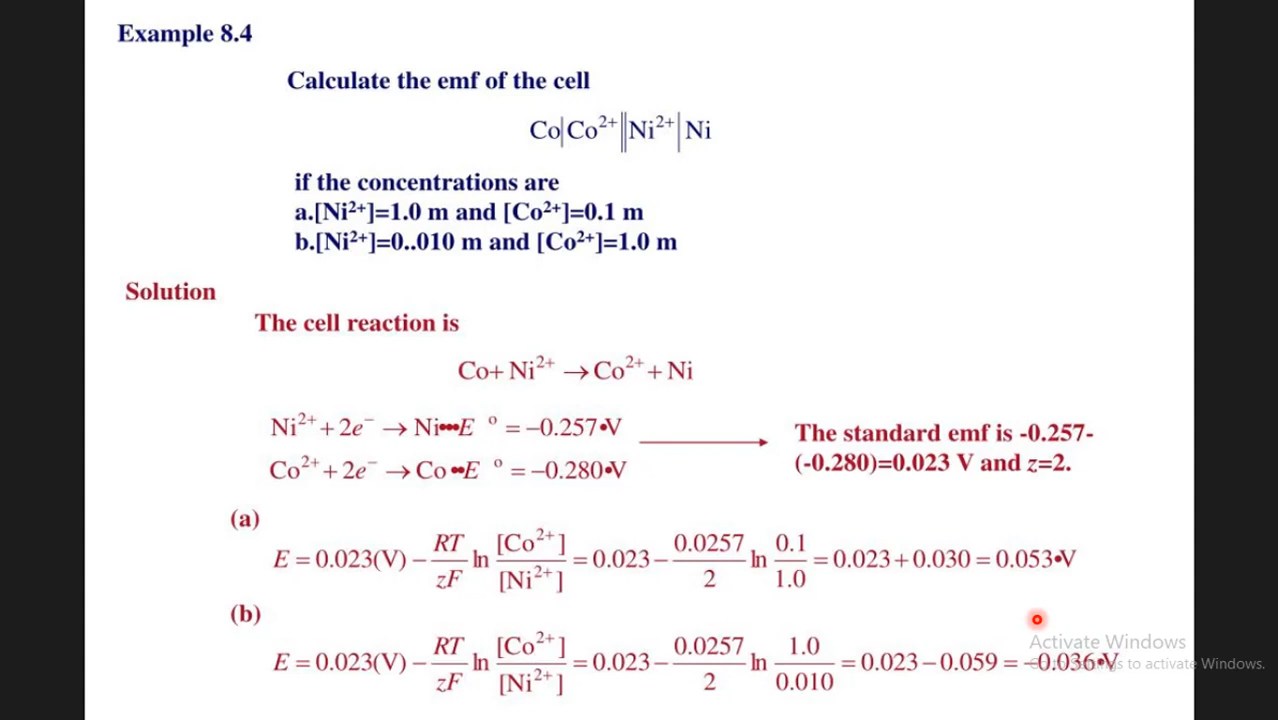 Example 8.4
Calculate the emf of the cell
Co|Co²⁺‖Ni²⁺|Ni
if the concentrations are
a.[Ni²⁺]=1.0 m and [Co²⁺]=0.1 m
b.[Ni²⁺]=0..010 m and [Co²⁺]=1.0 m
Solution
The cell reaction is
Co+ Ni²⁺ → Co²⁺ + Ni
Ni²⁺ + 2e⁻ → Ni•••E ° = −0.257•V
Co²⁺ + 2e⁻ → Co ••E ° = −0.280•V
The standard emf is -0.257-
(-0.280)=0.023 V and z=2.
(a)
E = 0.023(V) − RT/zF ln [Co²⁺]/[Ni²⁺] = 0.023 − 0.0257/2 ln 0.1/1.0 = 0.023 + 0.030 = 0.053•V
(b)
E = 0.023(V) − RT/zF ln [Co²⁺]/[Ni²⁺] = 0.023 − 0.0257/2 ln 1.0/0.010 = 0.023 − 0.059 = −0.036•V
Activate Windows
Go to Settings to activate Windows.